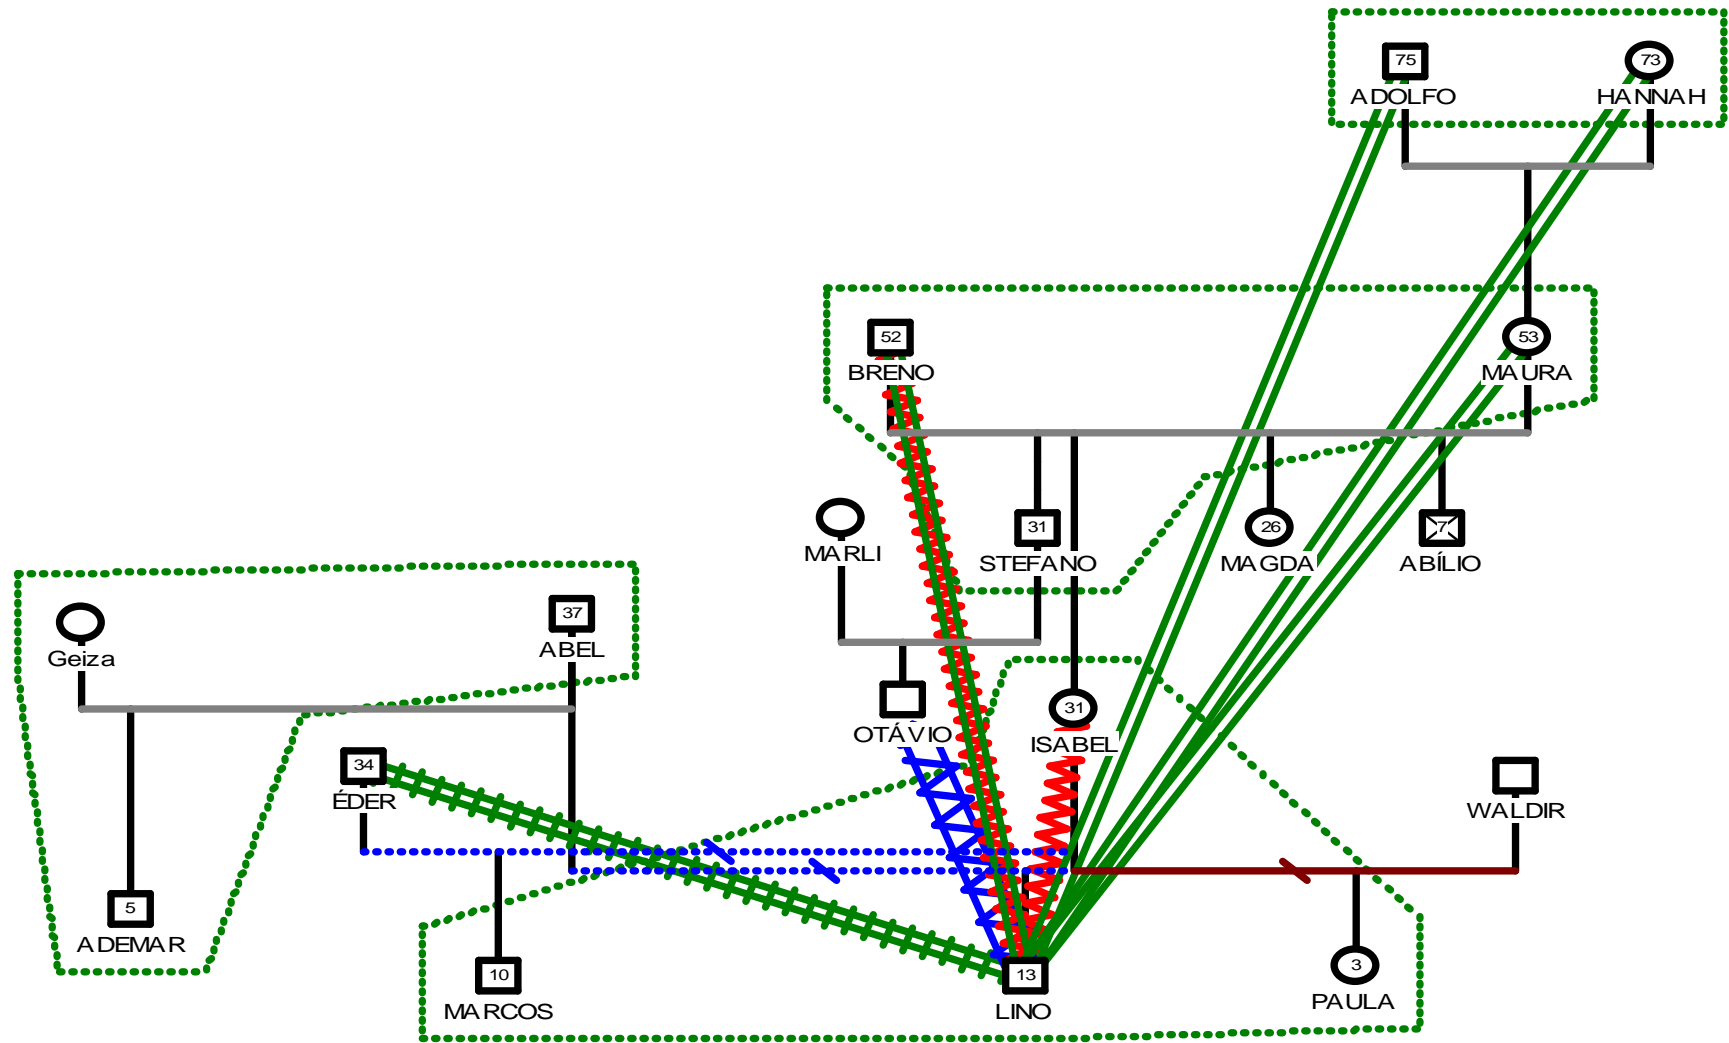 75
73
ADOLFO
HANNAH
52
53
BRENO
MAURA
31
26
7
MARLI
STEFANO
MAGDA
ABÍLIO
37
Geiza
ABEL
31
OTÁVIO
ISABEL
34
ÉDER
WALDIR
5
ADEMAR
10
13
3
MARCOS
LINO
PAULA